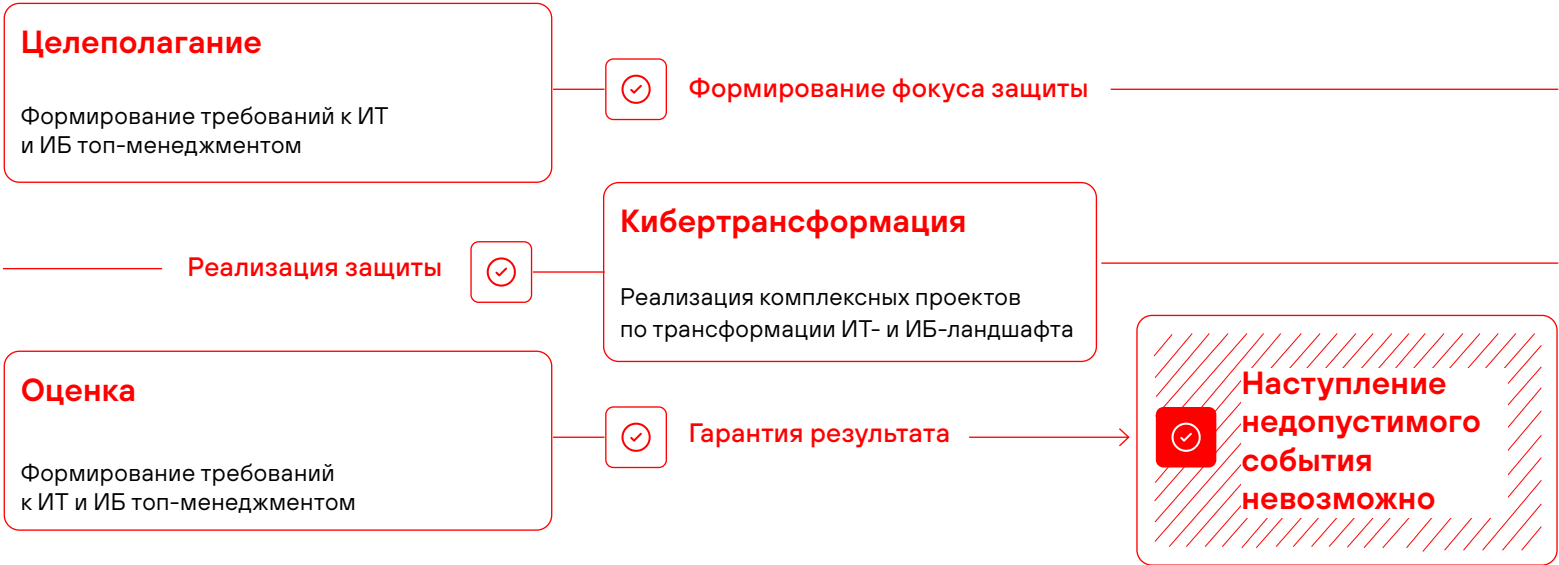 Целеполагание
Формирование требований к ИТ
и ИБ топ-менеджментом
Формирование фокуса защиты
Реализация защиты
Кибертрансформация
Реализация комплексных проектов
по трансформации ИТ- и ИБ-ландшафта
Оценка
Формирование требований
к ИТ и ИБ топ-менеджментом
Гарантия результата
Наступление
недопустимого
события
невозможно